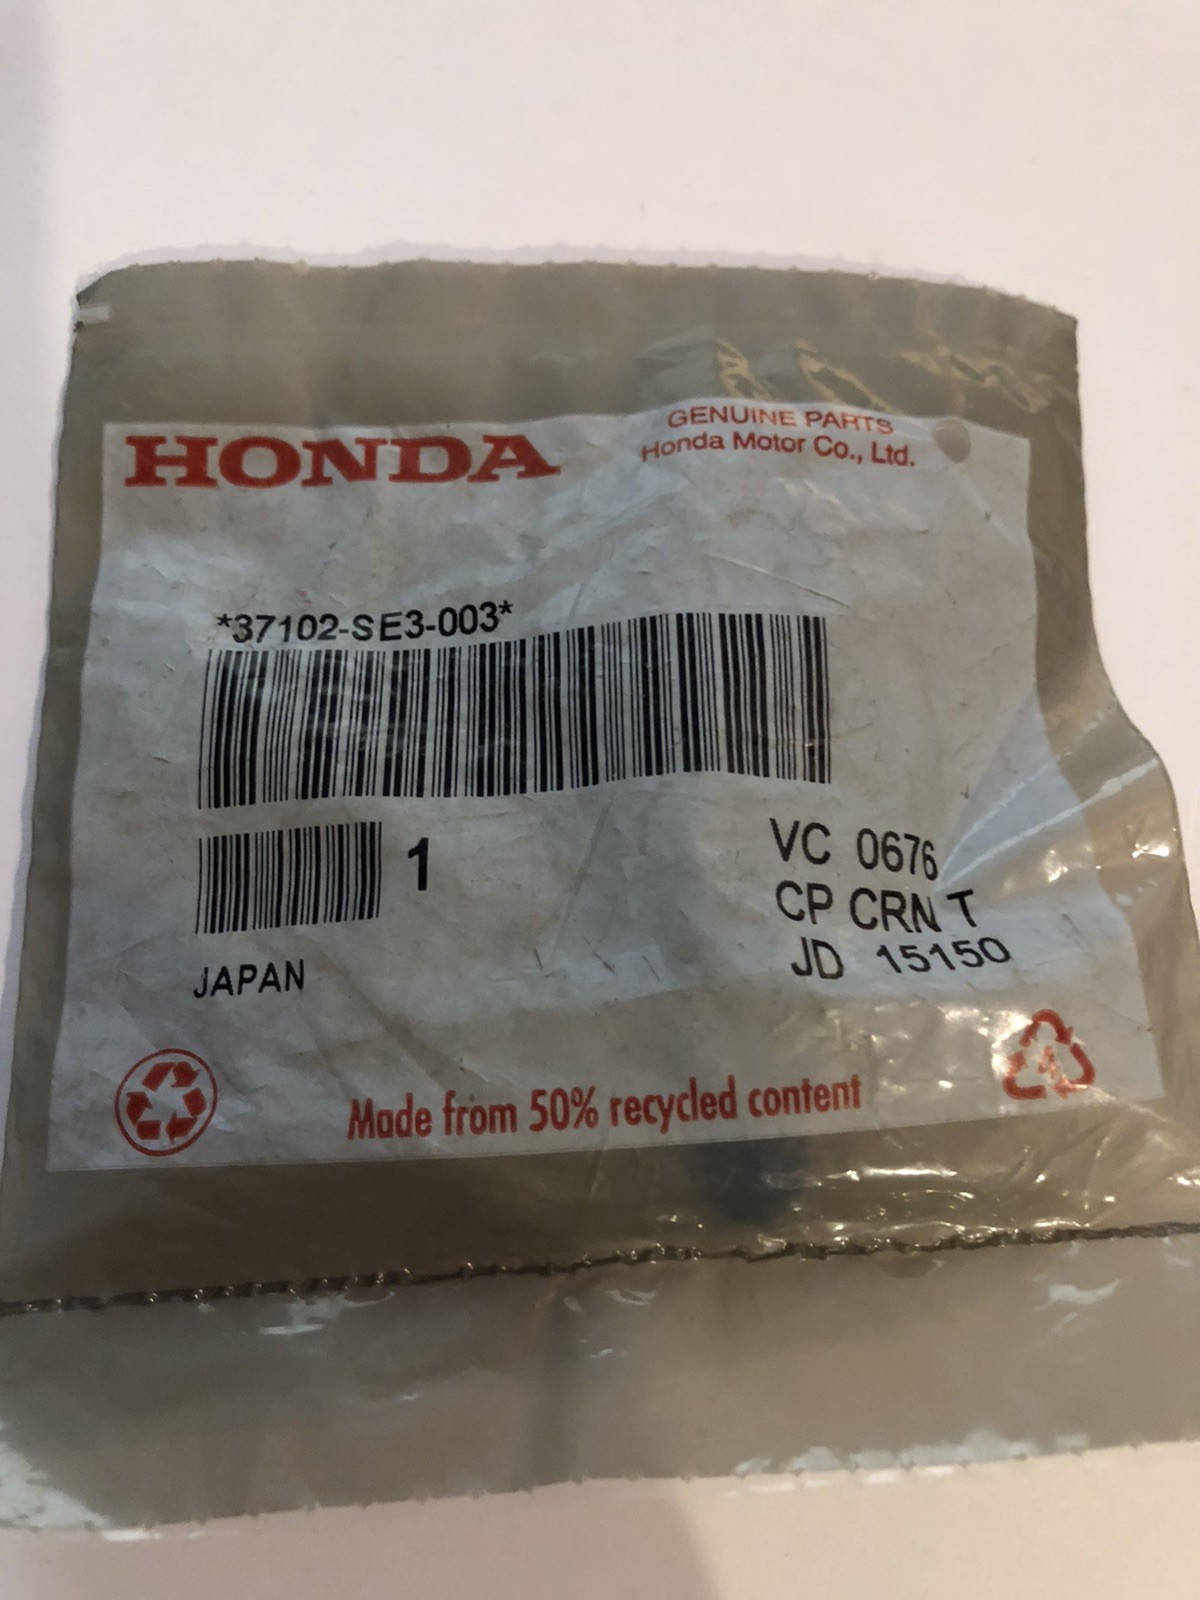 HONDA
GENUINE PARTS
Honda Motor Co., Ltd.
*37102-SE3-003*
1
VC 0676
CP CRN T
JD 15150
JAPAN
Made from 50% recycled content
4